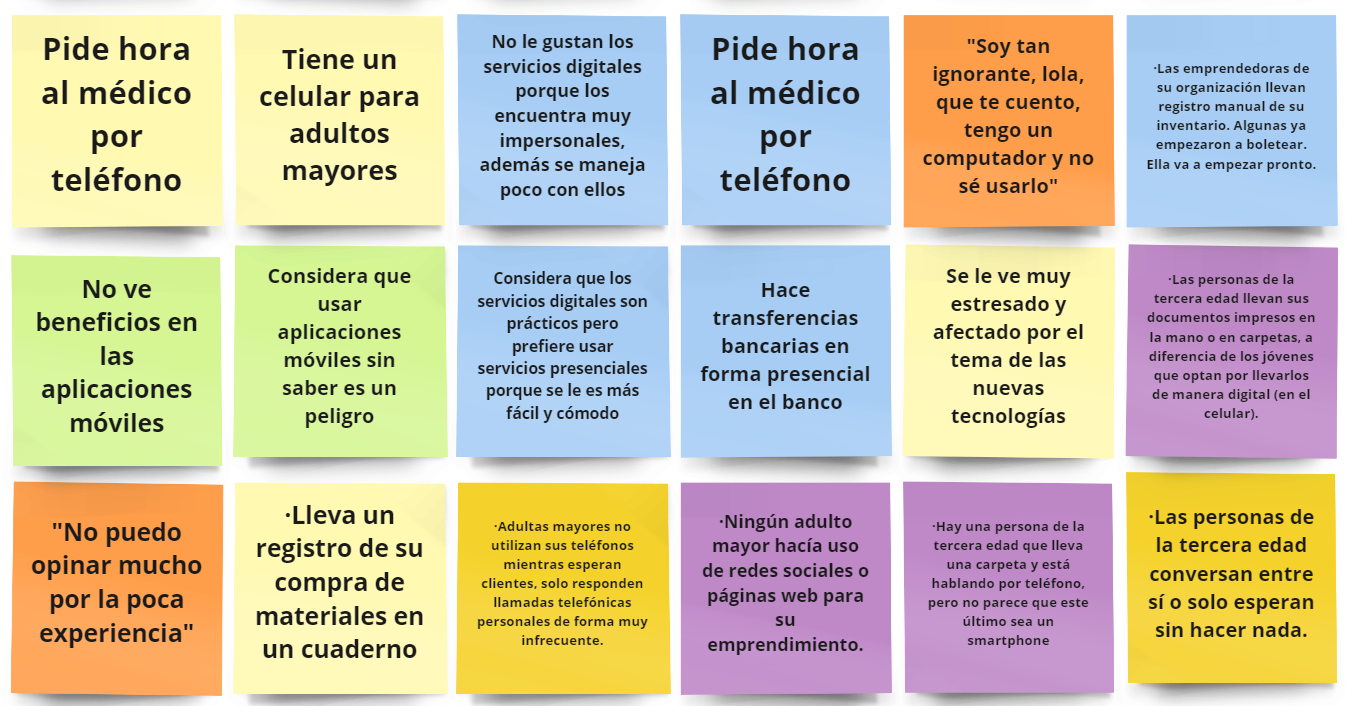 Pide hora
al médico
por
teléfono
Tiene un
celular para
adultos
mayores
No le gustan los
servicios digitales
porque los
encuentra muy
impersonales,
además se maneja
poco con ellos
Pide hora
al médico
por
teléfono
"Soy tan
ignorante, lola,
que te cuento,
tengo un
computador y no
sé usarlo"
·Las emprendedoras de
su organización llevan
registro manual de su
inventario. Algunas ya
empezaron a boletear.
Ella va a empezar pronto.
No ve
beneficios en
las
aplicaciones
móviles
Considera que
usar
aplicaciones
móviles sin
saber es un
peligro
Considera que los
servicios digitales son
prácticos pero
prefiere usar
servicios presenciales
porque se le es más
fácil y cómodo
Hace
transferencias
bancarias en
forma presencial
en el banco
Se le ve muy
estresado y
afectado por el
tema de las
nuevas
tecnologías
·Las personas de la
tercera edad llevan sus
documentos impresos en
la mano o en carpetas, a
diferencia de los jóvenes
que optan por llevarlos
de manera digital (en el
celular).
"No puedo
opinar mucho
por la poca
experiencia"
·Lleva un
registro de su
compra de
materiales en
un cuaderno
·Adultas mayores no
utilizan sus teléfonos
mientras esperan
clientes, solo responden
llamadas telefónicas
personales de forma muy
infrecuente.
·Ningún adulto
mayor hacía uso
de redes sociales o
páginas web para
su
emprendimiento.
·Hay una persona de la
tercera edad que lleva
una carpeta y está
hablando por teléfono,
pero no parece que este
último sea un
smartphone
·Las personas de
la tercera edad
conversan entre
sí o solo esperan
sin hacer nada.